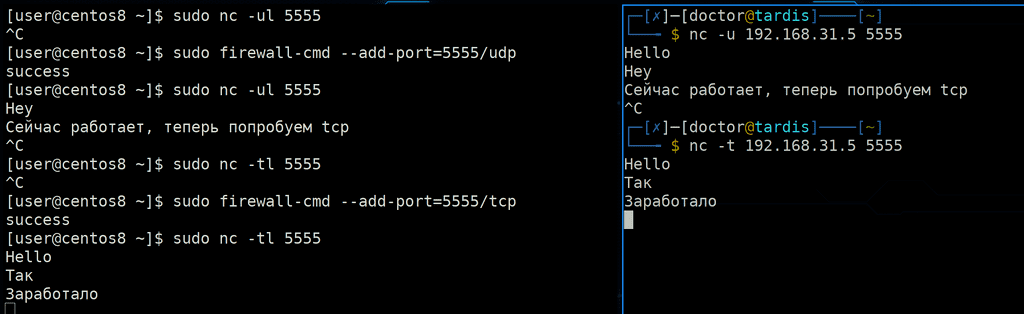 [user@centos8 ~]$ sudo nc -ul 5555
^C
[user@centos8 ~]$ sudo firewall-cmd --add-port=5555/udp
success
[user@centos8 ~]$ sudo nc -ul 5555
Hey
Сейчас работает, теперь попробуем tcp
^C
[user@centos8 ~]$ sudo nc -tl 5555
^C
[user@centos8 ~]$ sudo firewall-cmd --add-port=5555/tcp
success
[user@centos8 ~]$ sudo nc -tl 5555
Hello
Так
Заработало
┌─[✗]─[doctor@tardis]────[~]
└──╼ $ nc -u 192.168.31.5 5555
Hello
Hey
Сейчас работает, теперь попробуем tcp
^C
┌─[✗]─[doctor@tardis]────[~]
└──╼ $ nc -t 192.168.31.5 5555
Hello
Так
Заработало